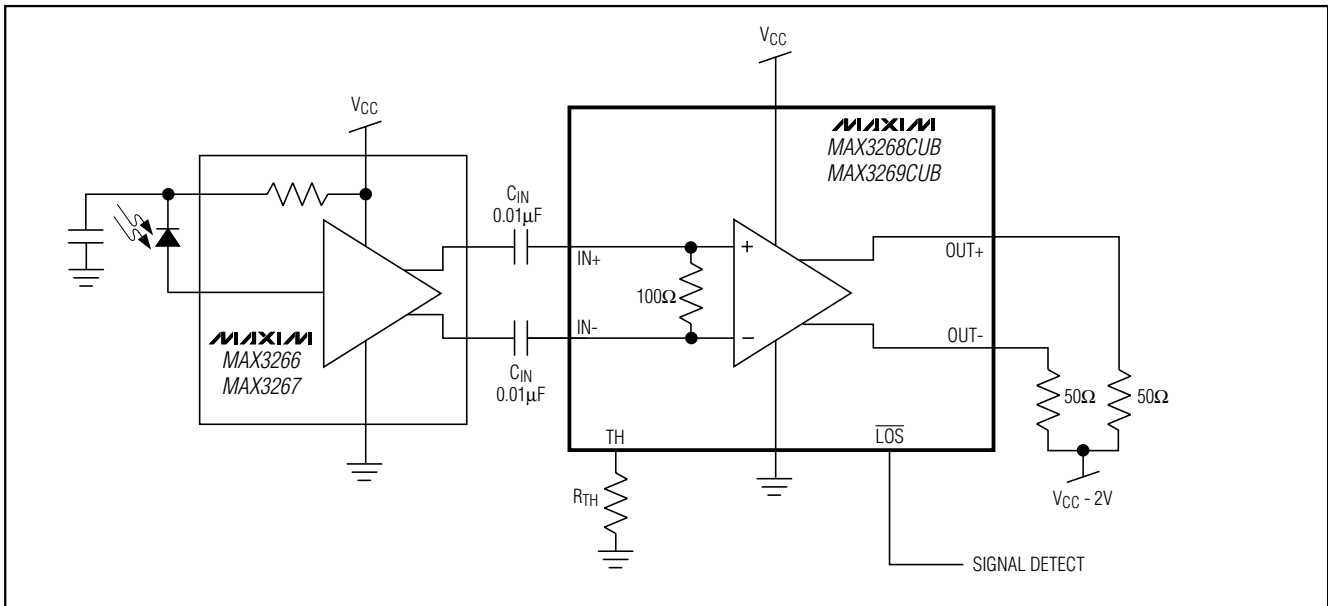 VCC
VCC
MAXIM
MAX3268CUB
MAX3269CUB
CIN
0.01µF
IN+
+
OUT+
100Ω
MAXIM
MAX3266
MAX3267
IN-
−
OUT-
CIN
0.01µF
50Ω
50Ω
TH
LOS
RTH
VCC - 2V
SIGNAL DETECT